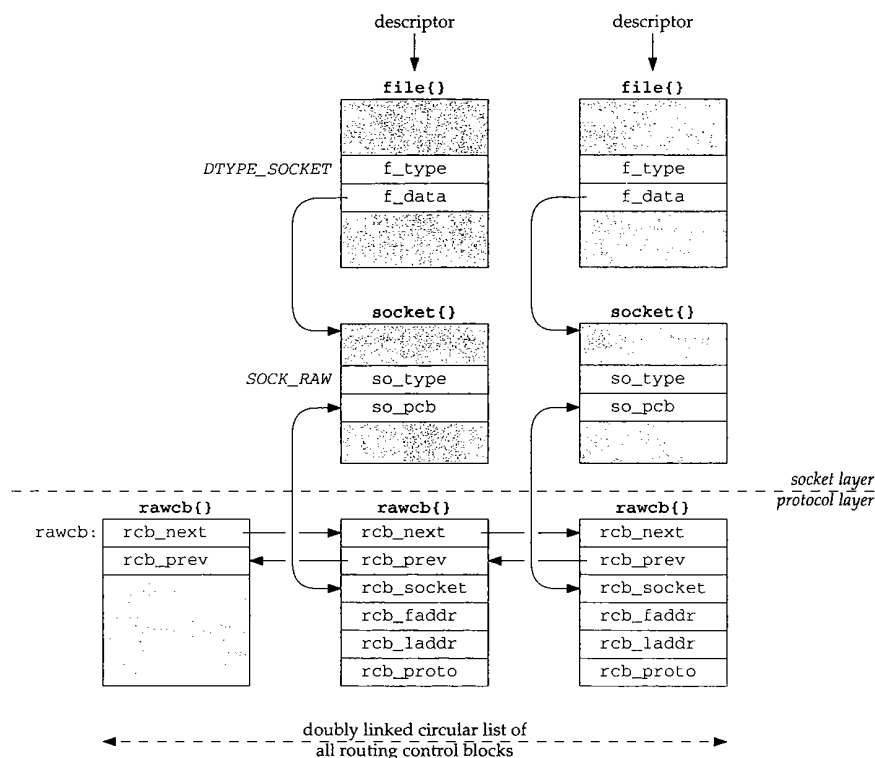 descriptor descriptor
file{} file{}
DTYPE_SOCKET f_type f_type
f_data f_data
socket{} socket{}
SOCK_RAW so_type so_type
so_pcb so_pcb
socket layer
protocol layer
rawcb{} rawcb{} rawcb{}
rawcb: rcb_next rcb_next rcb_next
rcb_prev rcb_prev rcb_prev
rcb_socket rcb_socket
rcb_faddr rcb_faddr
rcb_laddr rcb_laddr
rcb_proto rcb_proto
doubly linked circular list of
all routing control blocks